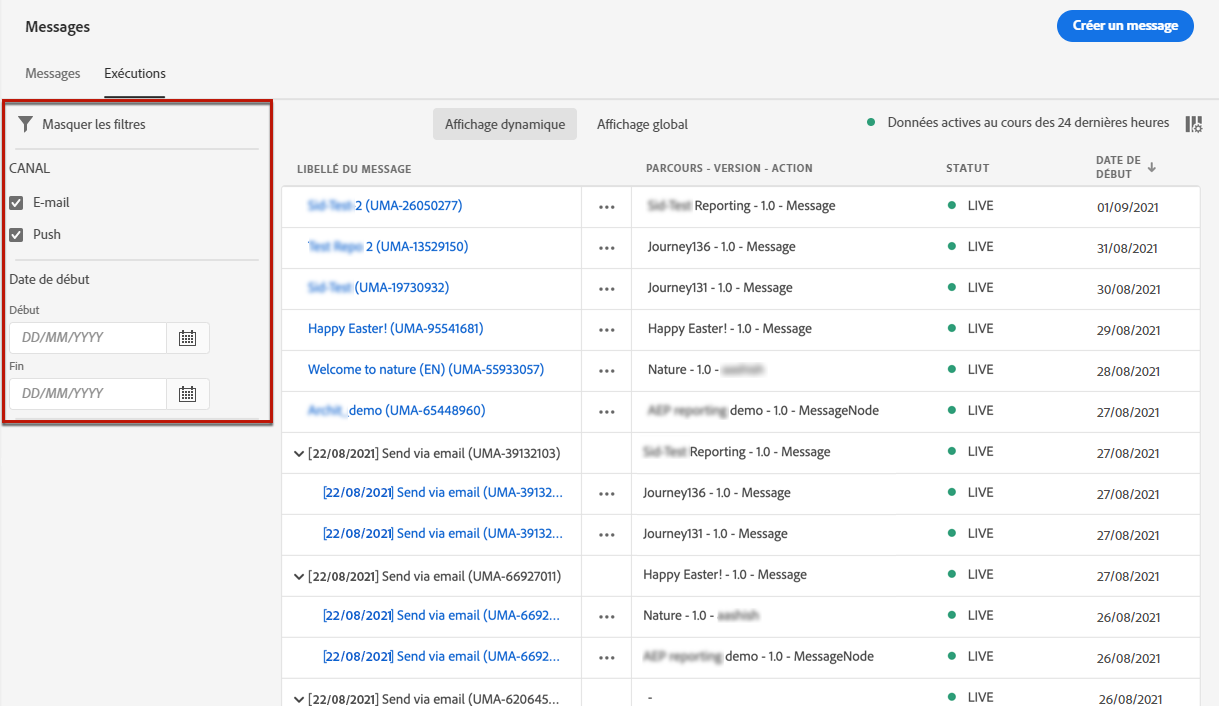 Messages
Créer un message
Messages Exécutions
Masquer les filtres
CANAL
E-mail
Push
Date de début
Début
DD/MM/YYYY
Fin
DD/MM/YYYY
Affichage dynamique Affichage global Données actives au cours des 24 dernières heures
LIBELLÉ DU MESSAGE PARCOURS - VERSION - ACTION STATUT DATE DE DÉBUT
2 (UMA-26050277) ••• Reporting - 1.0 - Message LIVE 01/09/2021
2 (UMA-13529150) ••• Journey136 - 1.0 - Message LIVE 31/08/2021
(UMA-19730932) ••• Journey131 - 1.0 - Message LIVE 30/08/2021
Happy Easter! (UMA-95541681) ••• Happy Easter! - 1.0 - Message LIVE 29/08/2021
Welcome to nature (EN) (UMA-55933057) ••• Nature - 1.0 - LIVE 28/08/2021
demo (UMA-65448960) ••• demo - 1.0 - MessageNode LIVE 27/08/2021
[22/08/2021] Send via email (UMA-39132103) Reporting - 1.0 - Message LIVE 27/08/2021
[22/08/2021] Send via email (UMA-39132... ••• Journey136 - 1.0 - Message LIVE 27/08/2021
[22/08/2021] Send via email (UMA-39132... ••• Journey131 - 1.0 - Message LIVE 27/08/2021
[22/08/2021] Send via email (UMA-66927011) Happy Easter! - 1.0 - Message LIVE 27/08/2021
[22/08/2021] Send via email (UMA-6692... ••• Nature - 1.0 - LIVE 26/08/2021
[22/08/2021] Send via email (UMA-6692... ••• demo - 1.0 - MessageNode LIVE 26/08/2021
[22/08/2021] Send via email (UMA-620645... - LIVE 26/08/2021